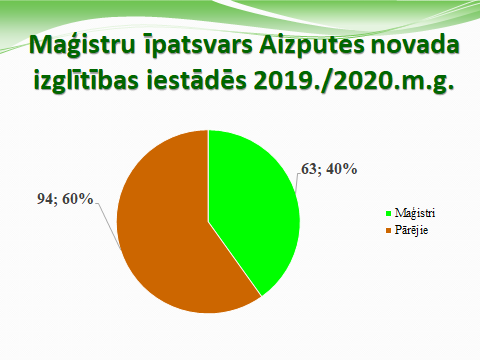 Maģistru īpatsvars Aizputes novada
izglītības iestādēs 2019./2020.m.g.
63; 40%
94; 60%
Maģistri
Pārējie